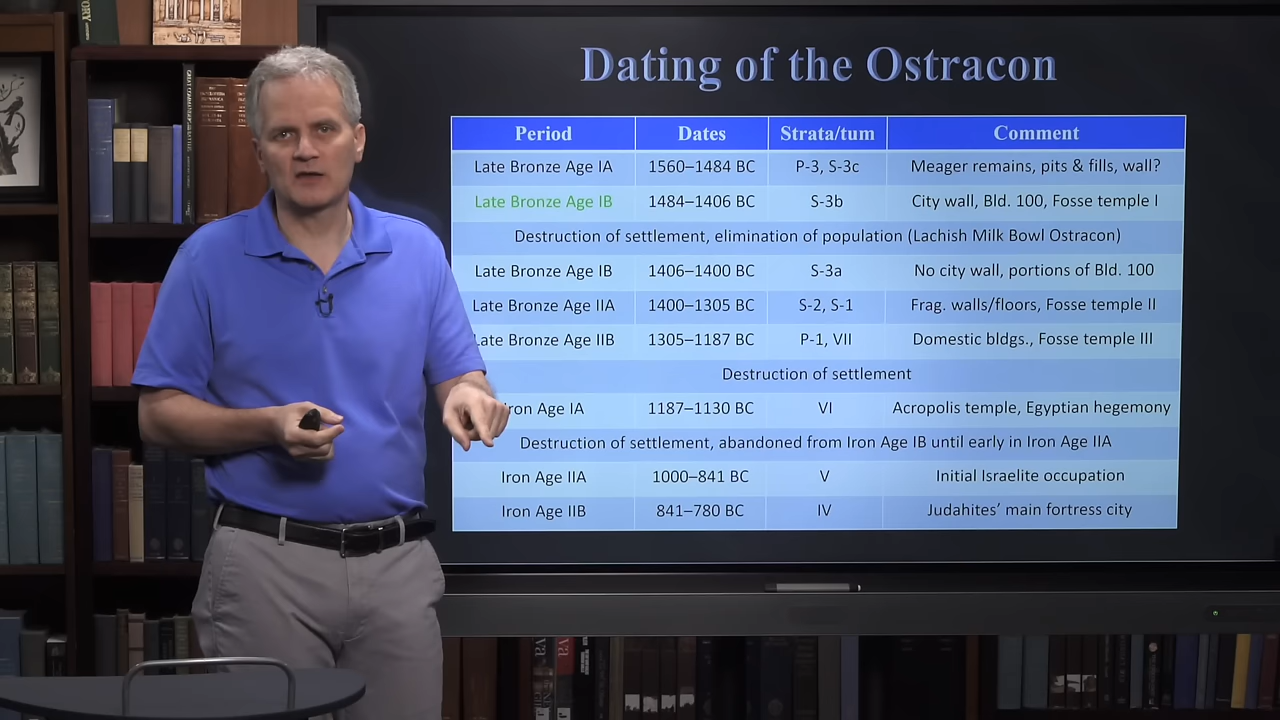 Dating of the Ostracon
Period Dates Strata/tum Comment
Late Bronze Age IA 1560–1484 BC P-3, S-3c Meager remains, pits & fills, wall?
Late Bronze Age IB 1484–1406 BC S-3b City wall, Bld. 100, Fosse temple I
Destruction of settlement, elimination of population (Lachish Milk Bowl Ostracon)
Late Bronze Age IB 1406–1400 BC S-3a No city wall, portions of Bld. 100
Late Bronze Age IIA 1400–1305 BC S-2, S-1 Frag. walls/floors, Fosse temple II
Late Bronze Age IIB 1305–1187 BC P-1, VII Domestic bldgs., Fosse temple III
Destruction of settlement
Iron Age IA 1187–1130 BC VI Acropolis temple, Egyptian hegemony
Destruction of settlement, abandoned from Iron Age IB until early in Iron Age IIA
Iron Age IIA 1000–841 BC V Initial Israelite occupation
Iron Age IIB 841–780 BC IV Judahites’ main fortress city